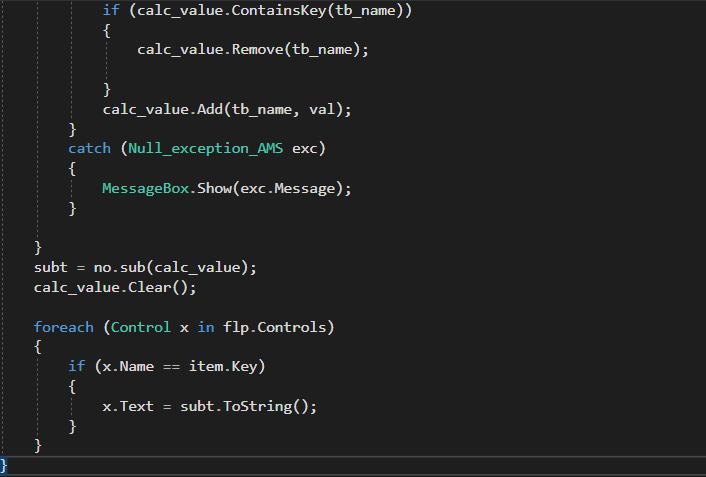 if (calc_value.ContainsKey(tb_name))
{
calc_value.Remove(tb_name);
}
calc_value.Add(tb_name, val);
}
catch (Null_exception_AMS exc)
{
MessageBox.Show(exc.Message);
}
}
subt = no.sub(calc_value);
calc_value.Clear();
foreach (Control x in flp.Controls)
{
if (x.Name == item.Key)
{
x.Text = subt.ToString();
}
}
}